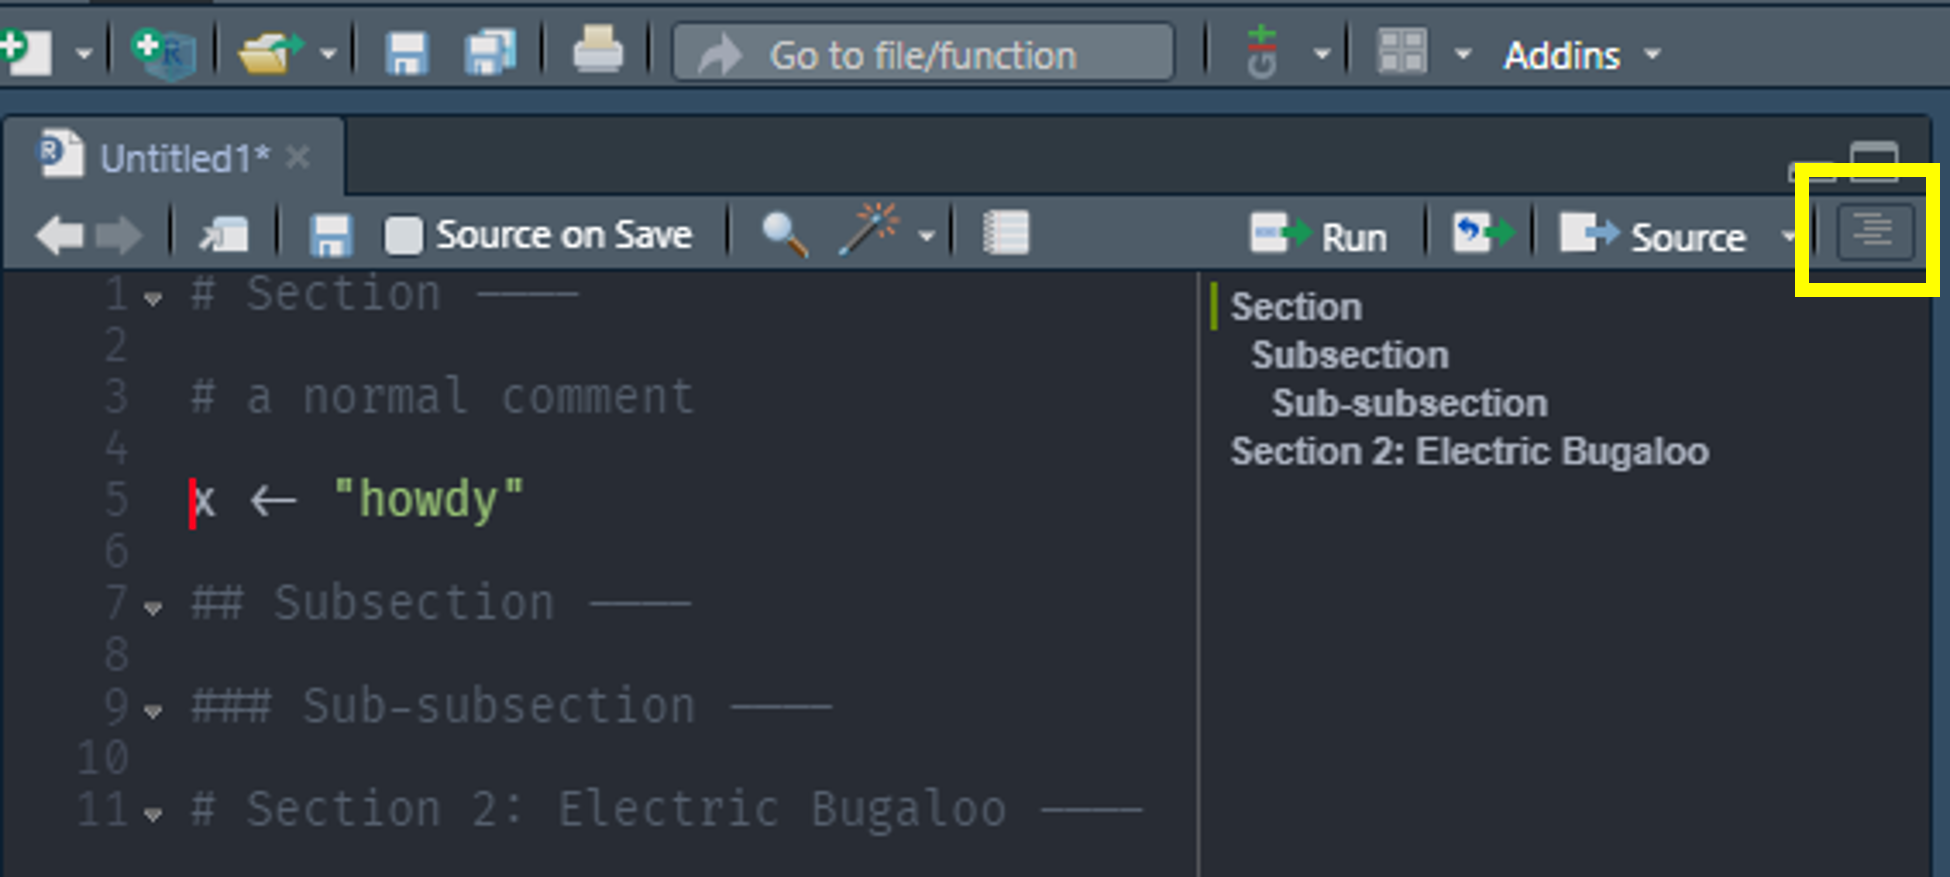 Go to file/function
Git
Addins
R Untitled1*
Source on Save
Run
Source
1 # Section ————
2
3 # a normal comment
4
5 x ← "howdy"
6
7 ## Subsection ————
8
9 ### Sub-subsection ————
10
11 # Section 2: Electric Bugaloo ————
Section
Subsection
Sub-subsection
Section 2: Electric Bugaloo